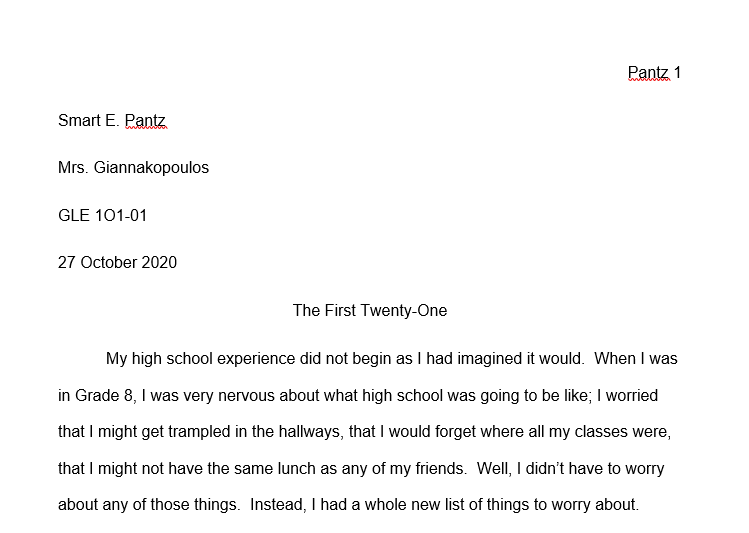 Pantz 1
Smart E. Pantz
Mrs. Giannakopoulos
GLE 1O1-01
27 October 2020
The First Twenty-One
My high school experience did not begin as I had imagined it would.  When I was
in Grade 8, I was very nervous about what high school was going to be like; I worried
that I might get trampled in the hallways, that I would forget where all my classes were,
that I might not have the same lunch as any of my friends.  Well, I didn’t have to worry
about any of those things.  Instead, I had a whole new list of things to worry about.